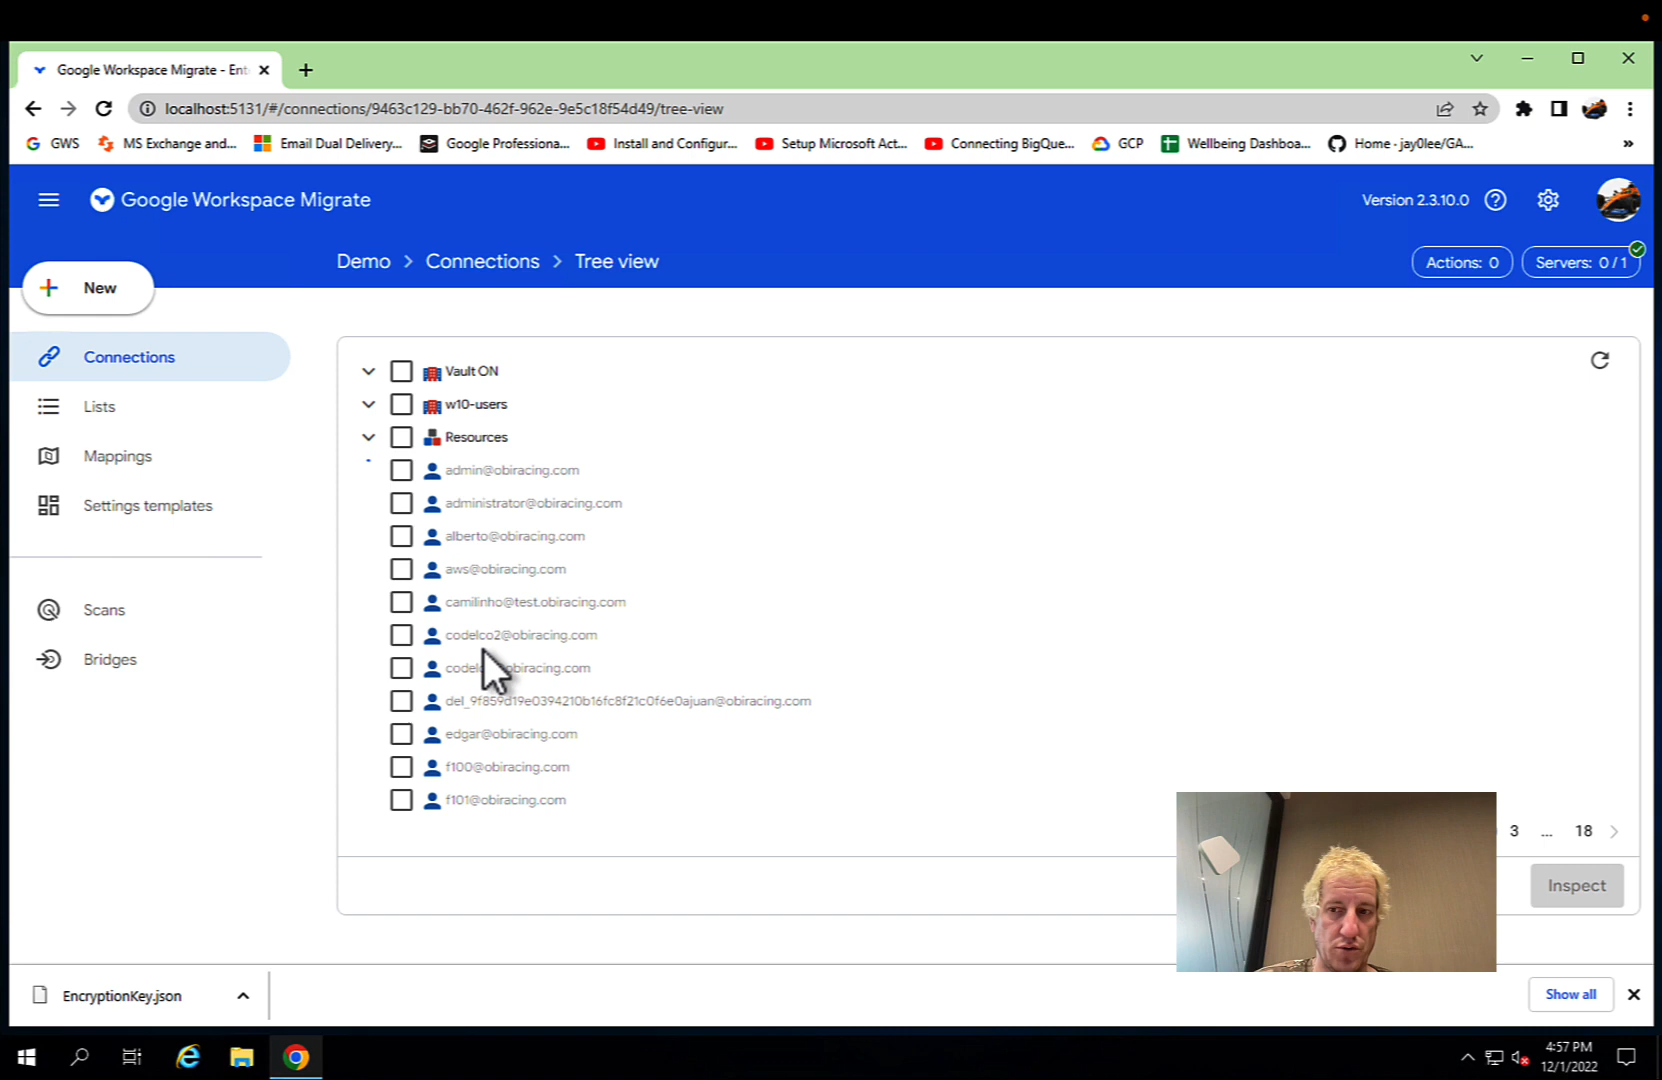 Google Workspace Migrate - Ent
localhost:5131/#/connections/9463c129-bb70-462f-962e-9e5c18f54d49/tree-view
GWS
MS Exchange and...
Email Dual Delivery...
Google Professiona...
Install and Configur...
Setup Microsoft Act...
Connecting BigQue...
GCP
Wellbeing Dashboa...
Home · jay0lee/GA...
»
Google Workspace Migrate
Version 2.3.10.0
Demo > Connections > Tree view
Actions: 0
Servers: 0 / 1
New
Connections
Lists
Mappings
Settings templates
Scans
Bridges
Vault ON
w10-users
Resources
admin@obiracing.com
administrator@obiracing.com
alberto@obiracing.com
aws@obiracing.com
camilinho@test.obiracing.com
codelco2@obiracing.com
del_9f859d19e0394210b16fc8f21c0f6e0ajuan@obiracing.com
edgar@obiracing.com
f100@obiracing.com
f101@obiracing.com
3 ... 18
Inspect
EncryptionKey.json
Show all
4:57 PM
12/1/2022